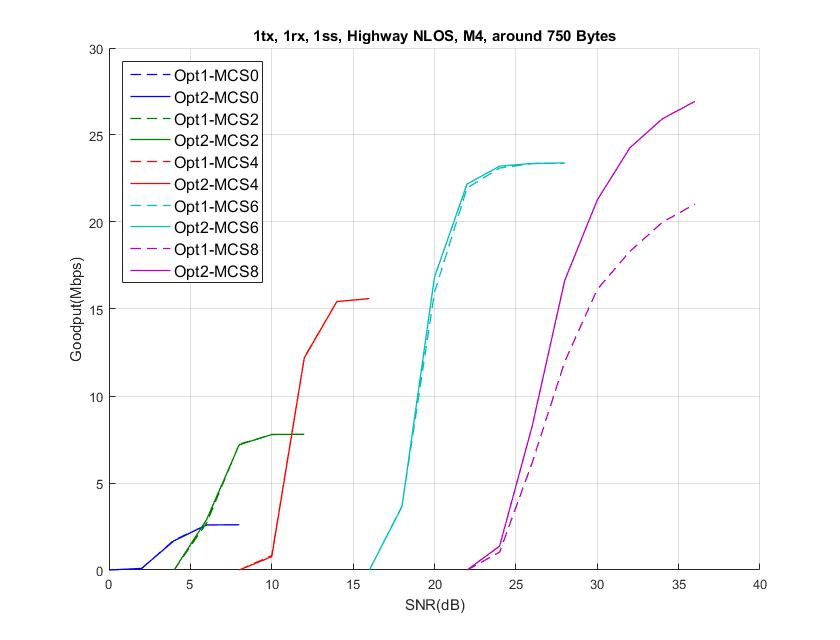 1tx, 1rx, 1ss, Highway NLOS, M4, around 750 Bytes
30
25
20
15
10
5
0
Goodput(Mbps)
Opt1-MCS0
Opt2-MCS0
Opt1-MCS2
Opt2-MCS2
Opt1-MCS4
Opt2-MCS4
Opt1-MCS6
Opt2-MCS6
Opt1-MCS8
Opt2-MCS8
0 5 10 15 20 25 30 35 40
SNR(dB)